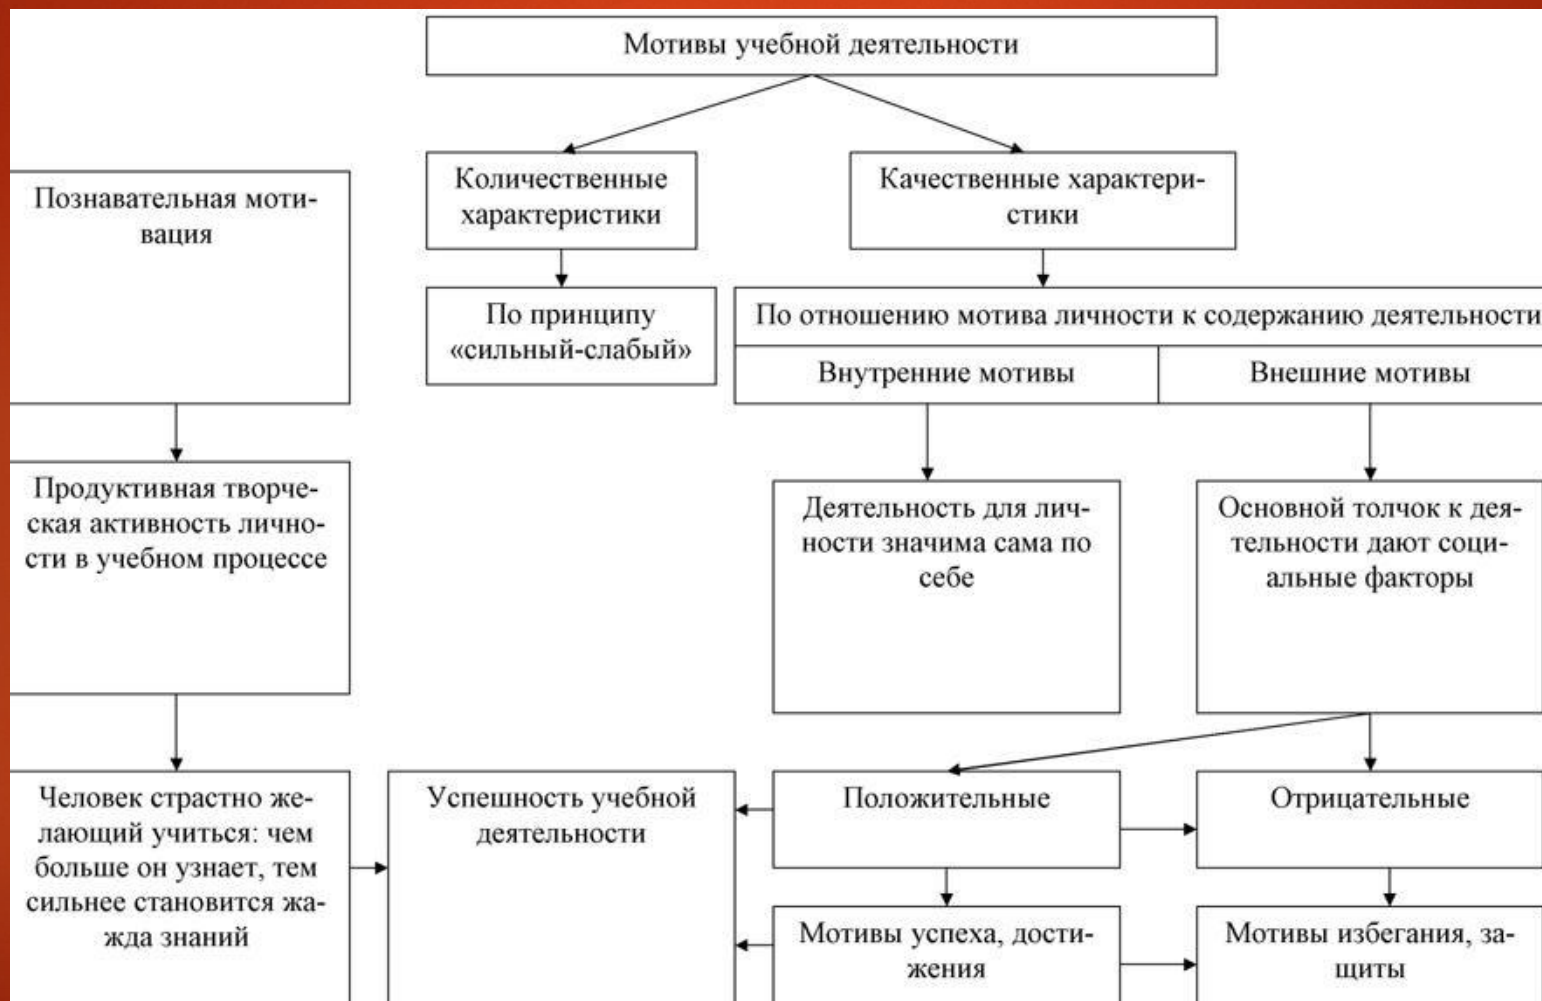 Мотивы учебной деятельности
Количественные
характеристики
Качественные характери-
стики
Познавательная моти-
вация
По принципу
«сильный-слабый»
По отношению мотива личности к содержанию деятельности
Внутренние мотивы
Внешние мотивы
Продуктивная творче-
ская активность лично-
сти в учебном процессе
Деятельность для лич-
ности значима сама по
себе
Основной толчок к дея-
тельности дают соци-
альные факторы
Человек страстно же-
лающий учиться: чем
больше он узнает, тем
сильнее становится жа-
жда знаний
Успешность учебной
деятельности
Положительные
Отрицательные
Мотивы успеха, дости-
жения
Мотивы избегания, за-
щиты